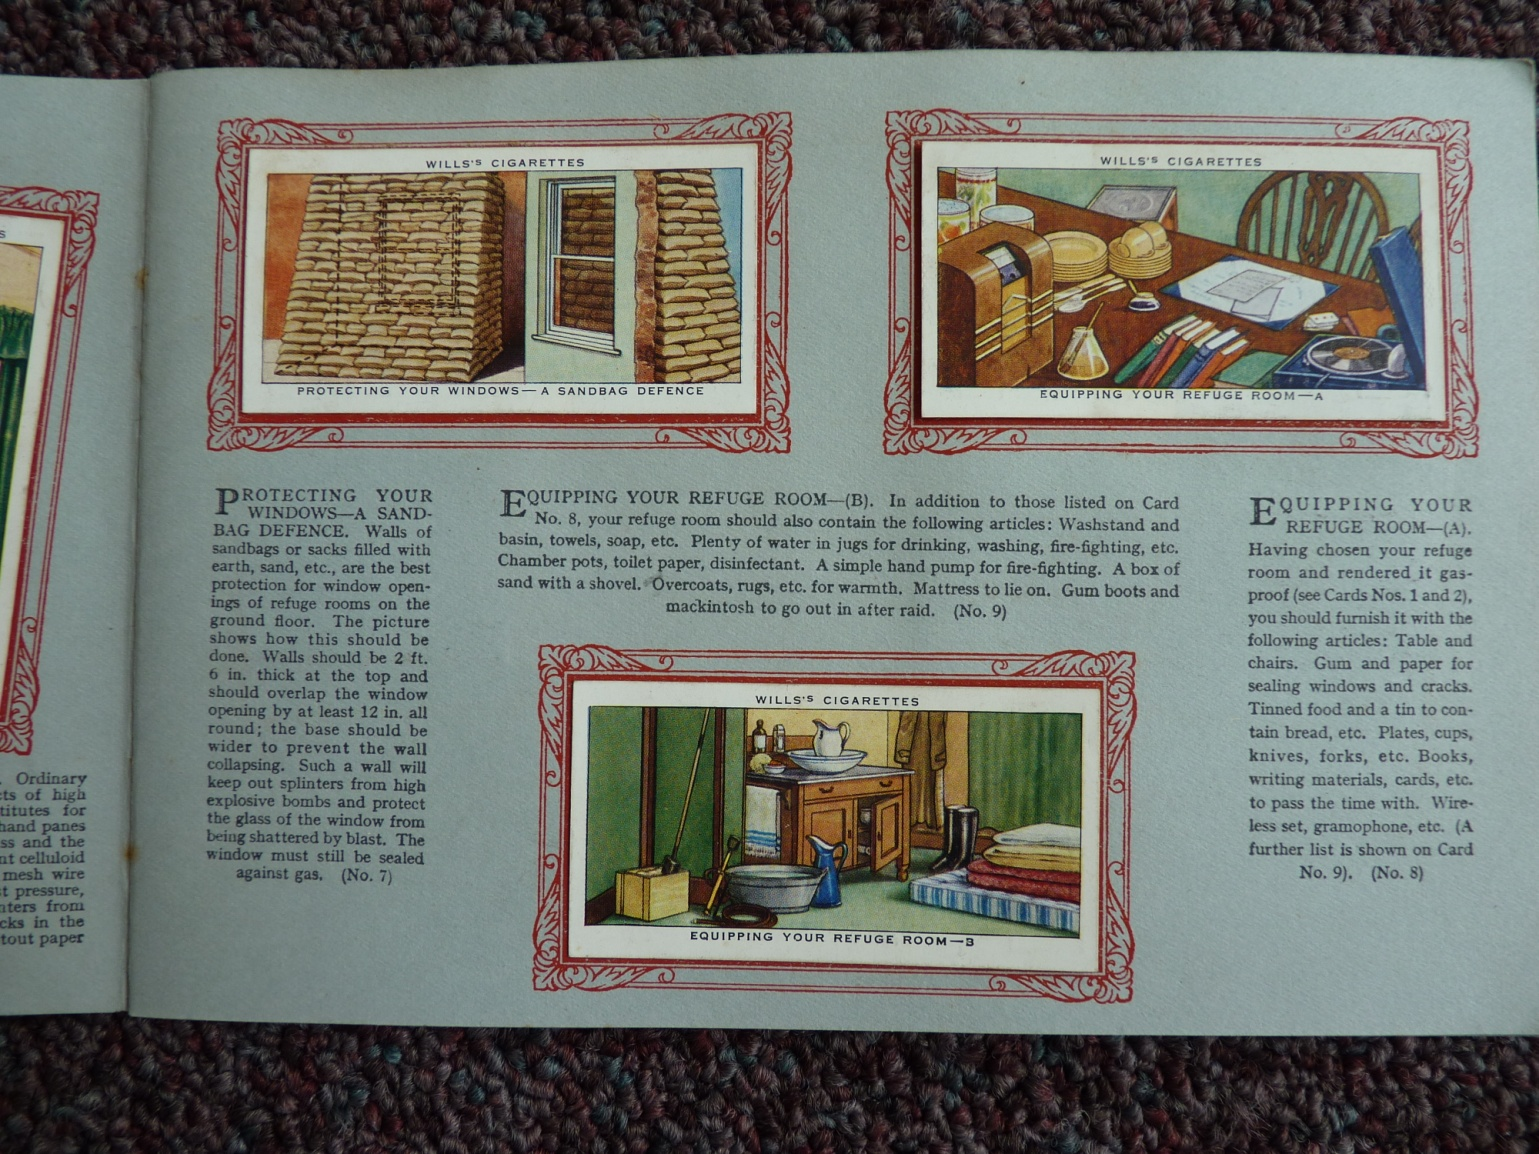 S
. Ordinary
cts of high
titutes for
hand panes
ss and the
nt celluloid
mesh wire
st pressure,
nters from
cks in the
tout paper
WILL'S CIGARETTES
PROTECTING YOUR WINDOWS—A SANDBAG DEFENCE
WILLS'S CIGARETTES
EQUIPPING YOUR REFUGE ROOM—A
PROTECTING YOUR
WINDOWS—A SAND-
BAG DEFENCE. Walls of
sandbags or sacks filled with
earth, sand, etc., are the best
protection for window open-
ings of refuge rooms on the
ground floor. The picture
shows how this should be
done. Walls should be 2 ft.
6 in. thick at the top and
should overlap the window
opening by at least 12 in. all
round; the base should be
wider to prevent the wall
collapsing. Such a wall will
keep out splinters from high
explosive bombs and protect
the glass of the window from
being shattered by blast. The
window must still be sealed
against gas. (No. 7)
EQUIPPING YOUR REFUGE ROOM—(B). In addition to those listed on Card
No. 8, your refuge room should also contain the following articles: Washstand and
basin, towels, soap, etc. Plenty of water in jugs for drinking, washing, fire-fighting, etc.
Chamber pots, toilet paper, disinfectant. A simple hand pump for fire-fighting. A box of
sand with a shovel. Overcoats, rugs, etc. for warmth. Mattress to lie on. Gum boots and
mackintosh to go out in after raid. (No. 9)
WILLS'S CIGARETTES
EQUIPPING YOUR REFUGE ROOM—B
EQUIPPING YOUR
REFUGE ROOM—(A).
Having chosen your refuge
room and rendered it gas-
proof (see Cards Nos. 1 and 2),
you should furnish it with the
following articles: Table and
chairs. Gum and paper for
sealing windows and cracks.
Tinned food and a tin to con-
tain bread, etc. Plates, cups,
knives, forks, etc. Books,
writing materials, cards, etc.
to pass the time with. Wire-
less set, gramophone, etc. (A
further list is shown on Card
No. 9). (No. 8)